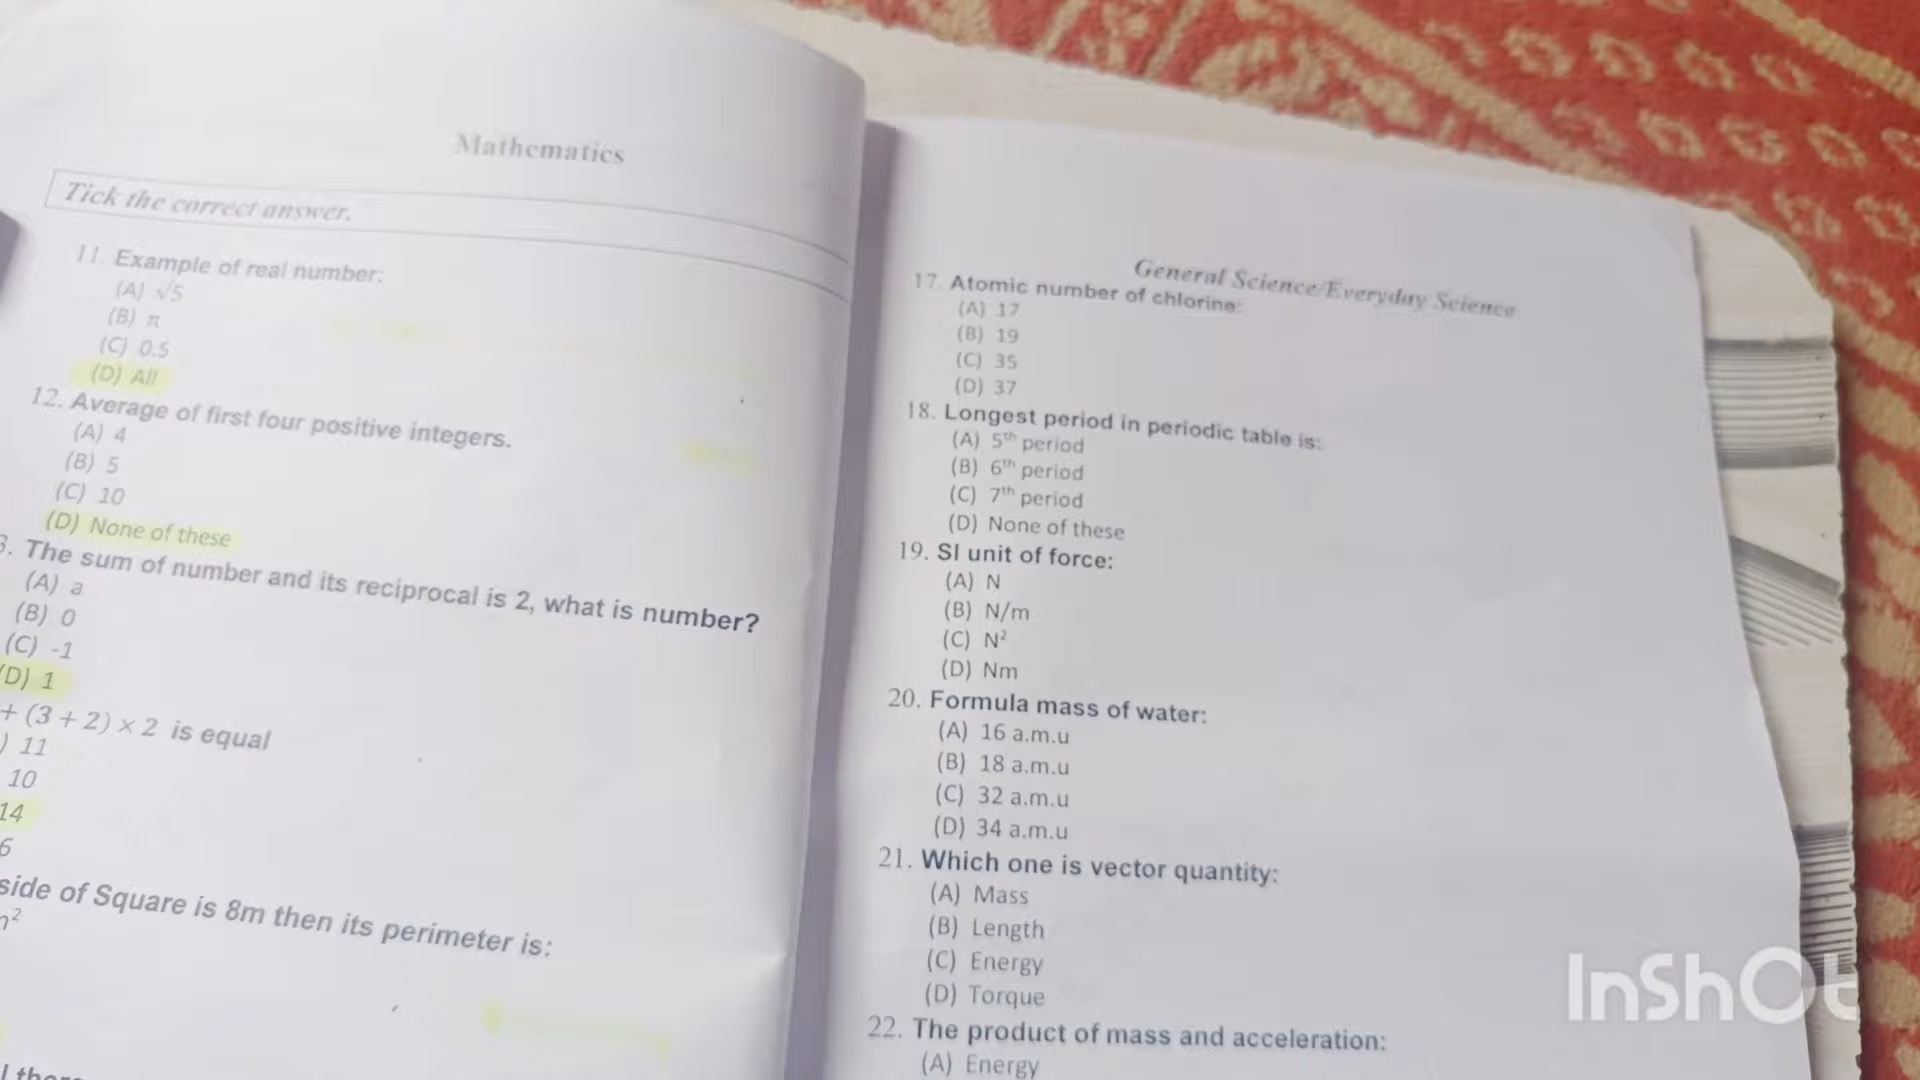 Mathematics
Tick the correct answer.
11. Example of real number:
(A) √5
(B) π
(C) 0.5
(D) All
12. Average of first four positive integers.
(A) 4
(B) 5
(C) 10
(D) None of these
3. The sum of number and its reciprocal is 2, what is number?
(A) a
(B) 0
(C) -1
(D) 1
+ (3 + 2) × 2 is equal
) 11
10
14
6
side of Square is 8m then its perimeter is:
General Science/Everyday Science
17. Atomic number of chlorine:
(A) 17
(B) 19
(C) 35
(D) 37
18. Longest period in periodic table is:
(A) 5th period
(B) 6th period
(C) 7th period
(D) None of these
19. SI unit of force:
(A) N
(B) N/m
(C) N²
(D) Nm
20. Formula mass of water:
(A) 16 a.m.u
(B) 18 a.m.u
(C) 32 a.m.u
(D) 34 a.m.u
21. Which one is vector quantity:
(A) Mass
(B) Length
(C) Energy
(D) Torque
22. The product of mass and acceleration:
(A) Energy
InShOt